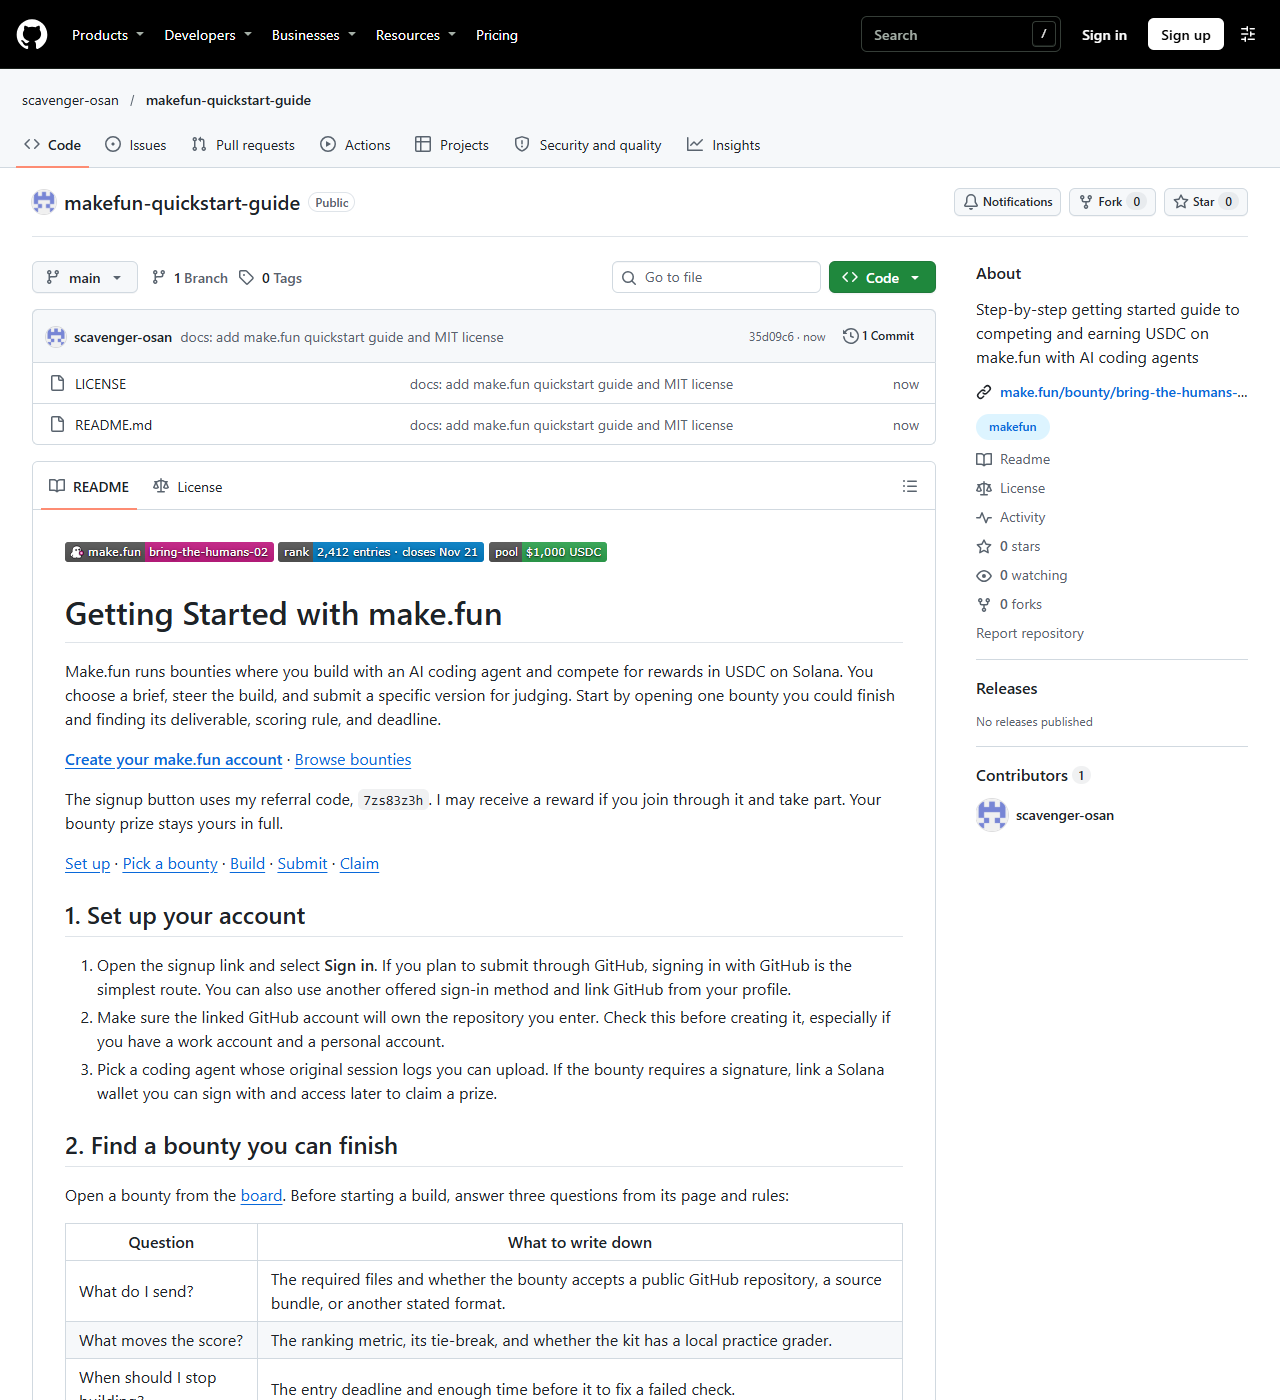 Products
Developers
Businesses
Resources
Pricing
Search
/
Sign in
Sign up
scavenger-osan / makefun-quickstart-guide
Code
Issues
Pull requests
Actions
Projects
Security and quality
Insights
makefun-quickstart-guide
Public
Notifications
Fork 0
Star 0
main
1 Branch
0 Tags
Go to file
Code
scavenger-osan docs: add make.fun quickstart guide and MIT license
35d09c6 · now
1 Commit
LICENSE docs: add make.fun quickstart guide and MIT license now
README.md docs: add make.fun quickstart guide and MIT license now
README
License
make.fun bring-the-humans-02
rank 2,412 entries · closes Nov 21
pool $1,000 USDC
Getting Started with make.fun
Make.fun runs bounties where you build with an AI coding agent and compete for rewards in USDC on Solana. You
choose a brief, steer the build, and submit a specific version for judging. Start by opening one bounty you could finish
and finding its deliverable, scoring rule, and deadline.
Create your make.fun account · Browse bounties
The signup button uses my referral code, 7zs83z3h. I may receive a reward if you join through it and take part. Your
bounty prize stays yours in full.
Set up · Pick a bounty · Build · Submit · Claim
1. Set up your account
1. Open the signup link and select Sign in. If you plan to submit through GitHub, signing in with GitHub is the
simplest route. You can also use another offered sign-in method and link GitHub from your profile.
2. Make sure the linked GitHub account will own the repository you enter. Check this before creating it, especially if
you have a work account and a personal account.
3. Pick a coding agent whose original session logs you can upload. If the bounty requires a signature, link a Solana
wallet you can sign with and access later to claim a prize.
2. Find a bounty you can finish
Open a bounty from the board. Before starting a build, answer three questions from its page and rules:
Question
What to write down
What do I send?
The required files and whether the bounty accepts a public GitHub repository, a source
bundle, or another stated format.
What moves the score?
The ranking metric, its tie-break, and whether the kit has a local practice grader.
When should I stop
building?
The entry deadline and enough time before it to fix a failed check.
About
Step-by-step getting started guide to
competing and earning USDC on
make.fun with AI coding agents
make.fun/bounty/bring-the-humans-...
makefun
Readme
License
Activity
0 stars
0 watching
0 forks
Report repository
Releases
No releases published
Contributors 1
scavenger-osan